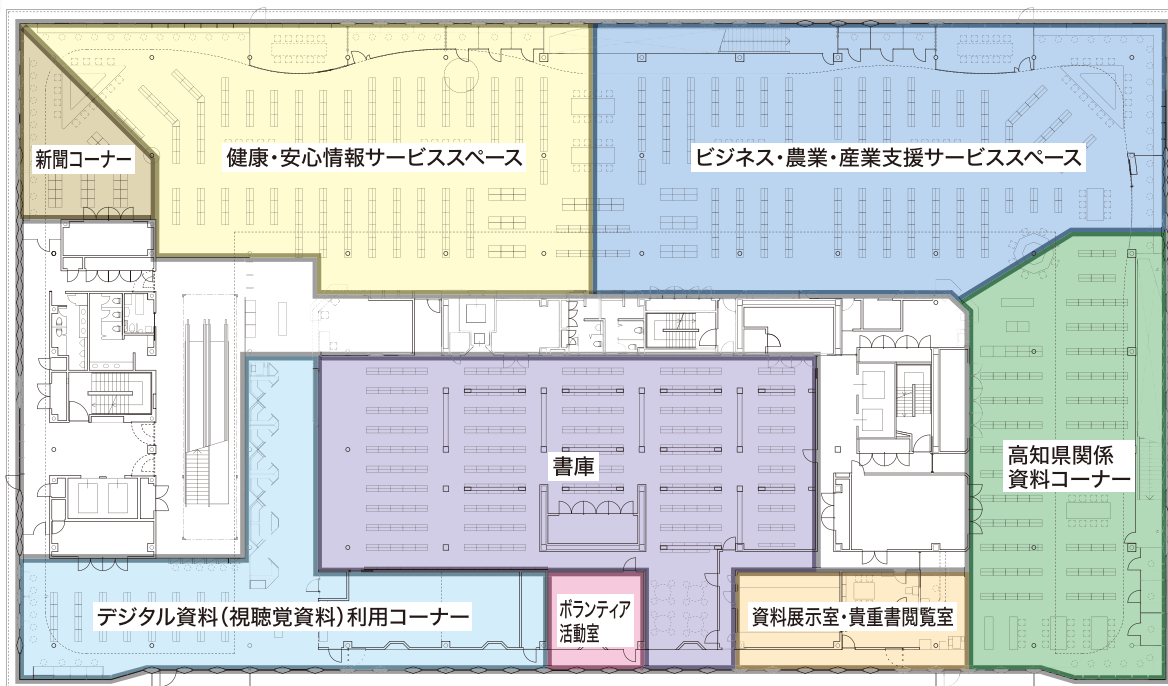 新聞コーナー
健康・安心情報サービススペース
ビジネス・農業・産業支援サービススペース
書庫
高知県関係
資料コーナー
デジタル資料(視聴覚資料)利用コーナー
ボランティア
活動室
資料展示室・貴重書閲覧室